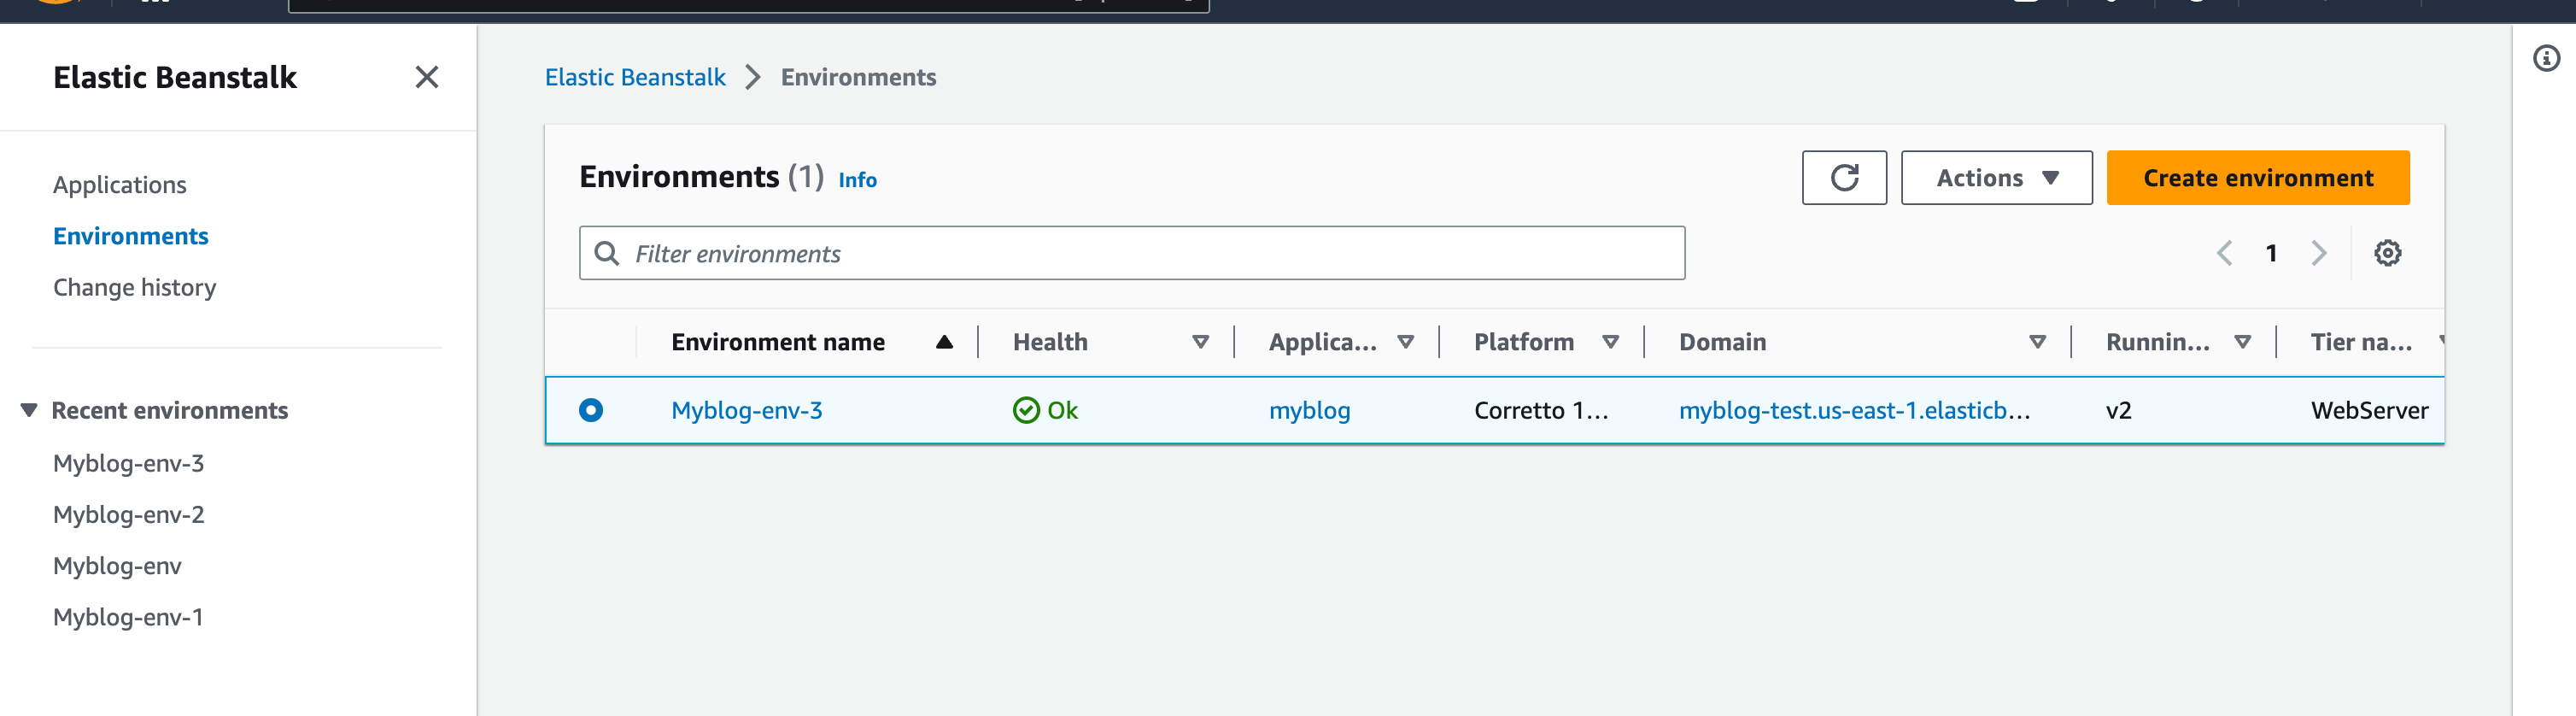 Elastic Beanstalk
Applications
Environments
Change history
Recent environments
Myblog-env-3
Myblog-env-2
Myblog-env
Myblog-env-1
Elastic Beanstalk > Environments
Environments (1) Info
Actions
Create environment
Filter environments
1
Environment name Health Applica... Platform Domain Runnin... Tier na...
Myblog-env-3 Ok myblog Corretto 1... myblog-test.us-east-1.elasticb... v2 WebServer